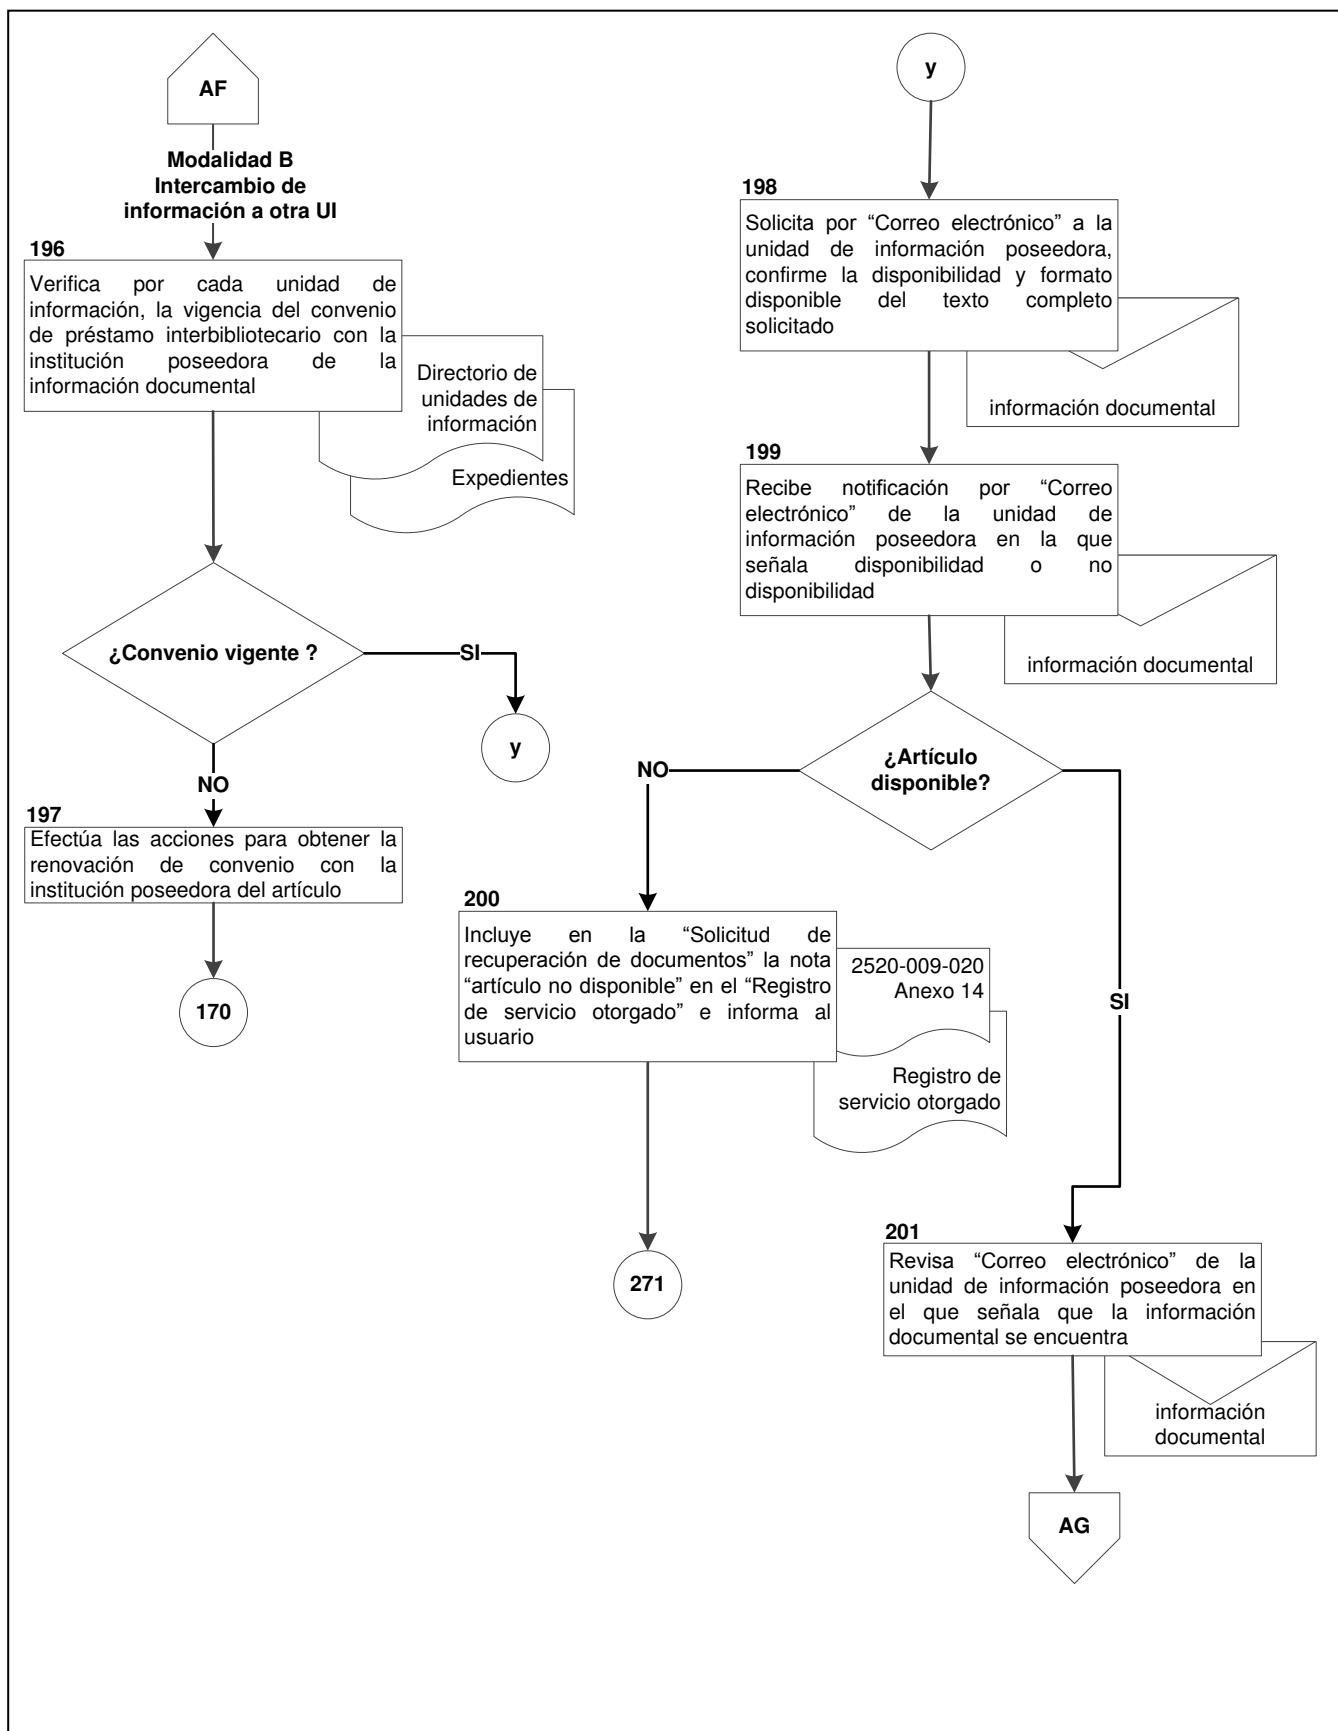 AF
Modalidad B
Intercambio de
información a otra UI
196
Verifica por cada unidad de
información, la vigencia del convenio
de préstamo interbibliotecario con la
institución poseedora de la
información documental
Directorio de
unidades de
información
Expedientes
¿Convenio vigente ?
SI
y
NO
197
Efectúa las acciones para obtener la
renovación de convenio con la
institución poseedora del artículo
170
y
198
Solicita por “Correo electrónico” a la
unidad de información poseedora,
confirme la disponibilidad y formato
disponible del texto completo
solicitado
información documental
199
Recibe notificación por “Correo
electrónico” de la unidad de
información poseedora en la que
señala disponibilidad o no
disponibilidad
información documental
¿Artículo
disponible?
NO
200
Incluye en la “Solicitud de
recuperación de documentos” la nota
“artículo no disponible” en el “Registro
de servicio otorgado” e informa al
usuario
2520-009-020
Anexo 14
Registro de
servicio otorgado
271
SI
201
Revisa “Correo electrónico” de la
unidad de información poseedora en
el que señala que la información
documental se encuentra
información
documental
AG